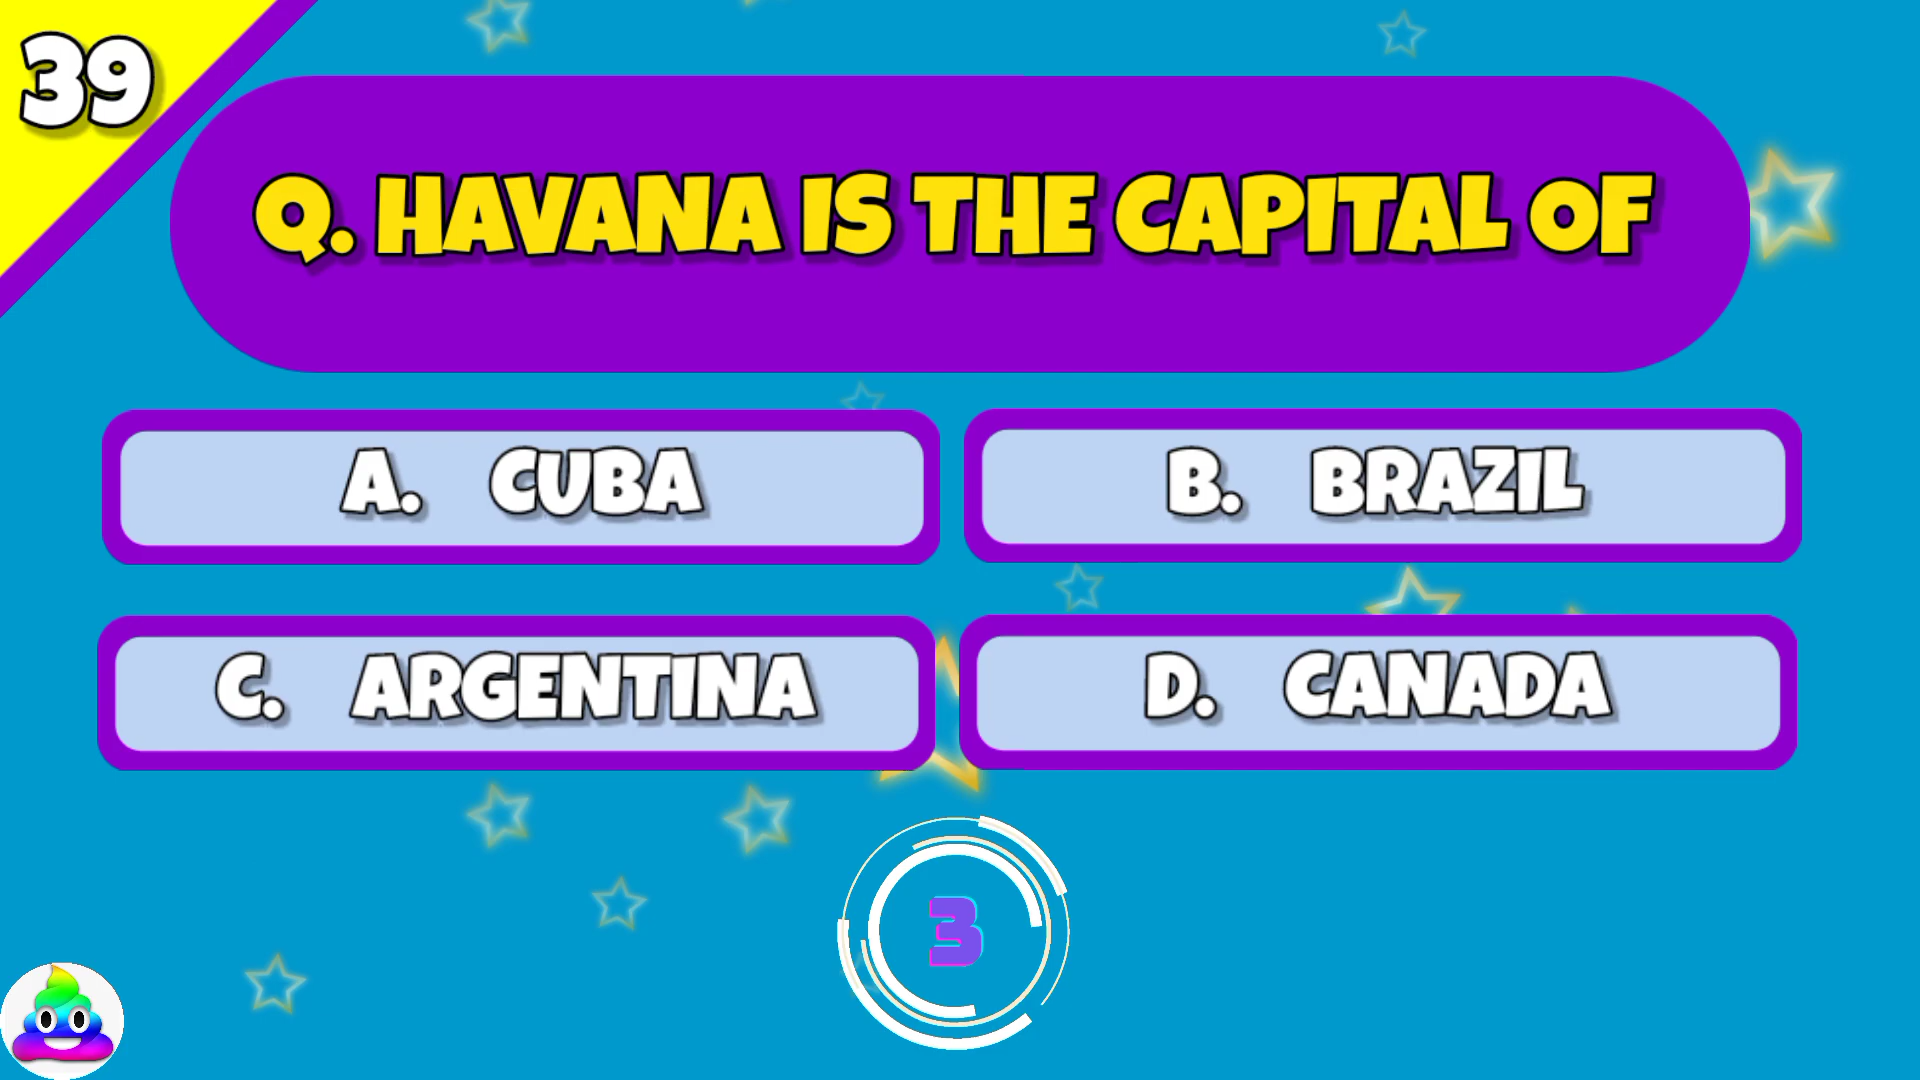 39
Q. HAVANA IS THE CAPITAL OF
A. CUBA
B. BRAZIL
C. ARGENTINA
D. CANADA
3